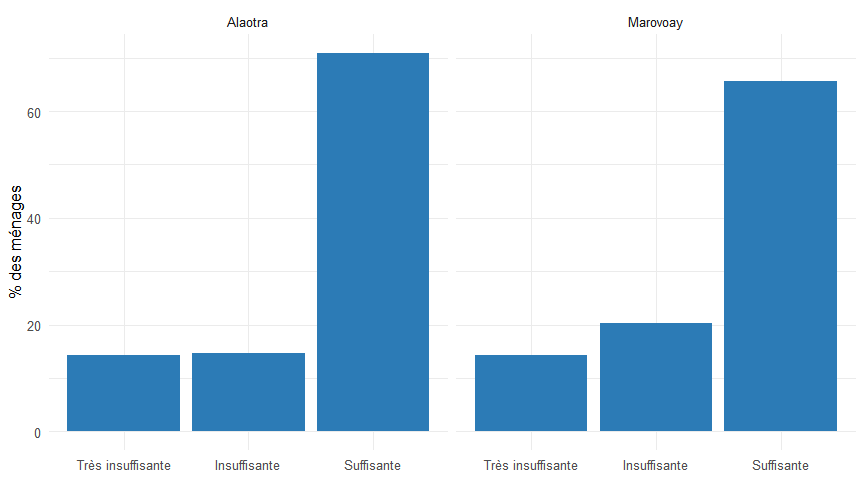 Alaotra
Marovoay
% des ménages
60
40
20
0
Très insuffisante
Insuffisante
Suffisante
Très insuffisante
Insuffisante
Suffisante